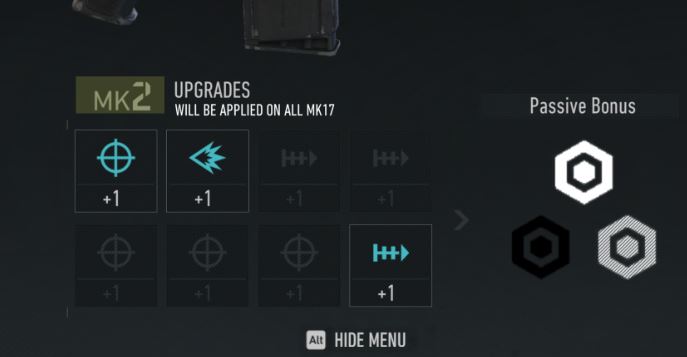 MK2
UPGRADES
WILL BE APPLIED ON ALL MK17
Passive Bonus
+1 +1 +1 +1
+1 +1 +1 +1
Alt HIDE MENU